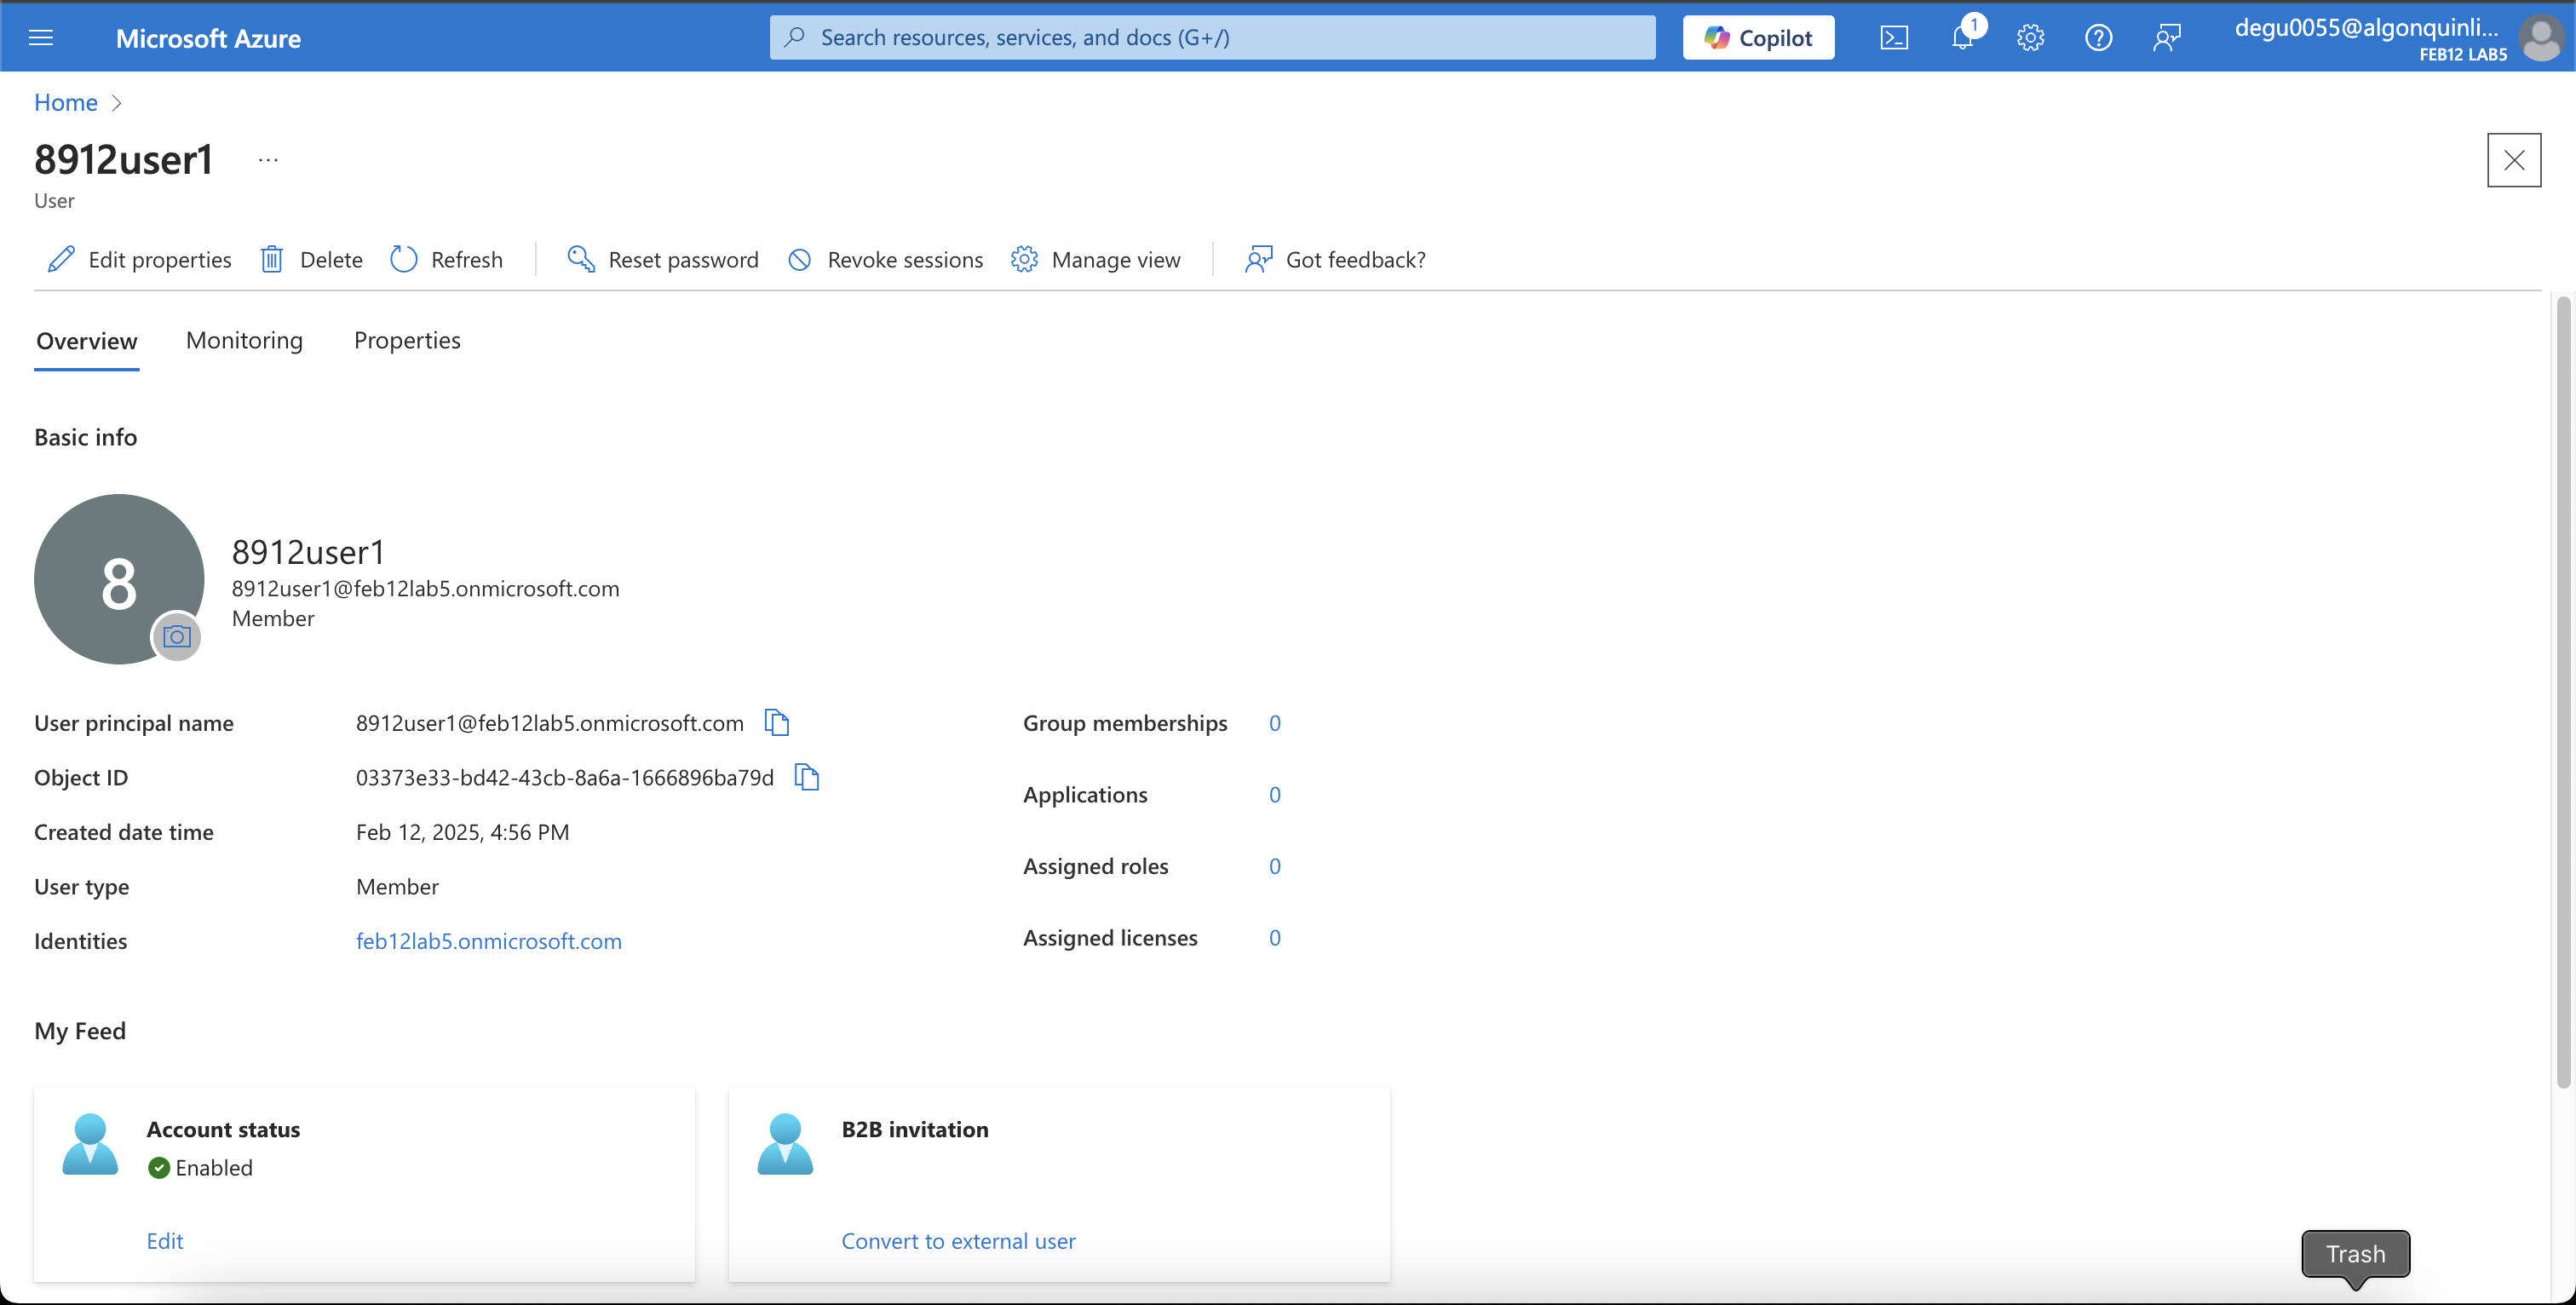 Microsoft Azure
Search resources, services, and docs (G+/)
Copilot
1
degu0055@algonquinli...
FEB12 LAB5
Home
8912user1 ...
User
Edit properties
Delete
Refresh
Reset password
Revoke sessions
Manage view
Got feedback?
Overview
Monitoring
Properties
Basic info
8
8912user1
8912user1@feb12lab5.onmicrosoft.com
Member
User principal name 8912user1@feb12lab5.onmicrosoft.com
Object ID 03373e33-bd42-43cb-8a6a-1666896ba79d
Created date time Feb 12, 2025, 4:56 PM
User type Member
Identities feb12lab5.onmicrosoft.com
Group memberships 0
Applications 0
Assigned roles 0
Assigned licenses 0
My Feed
Account status
Enabled
Edit
B2B invitation
Convert to external user
Trash